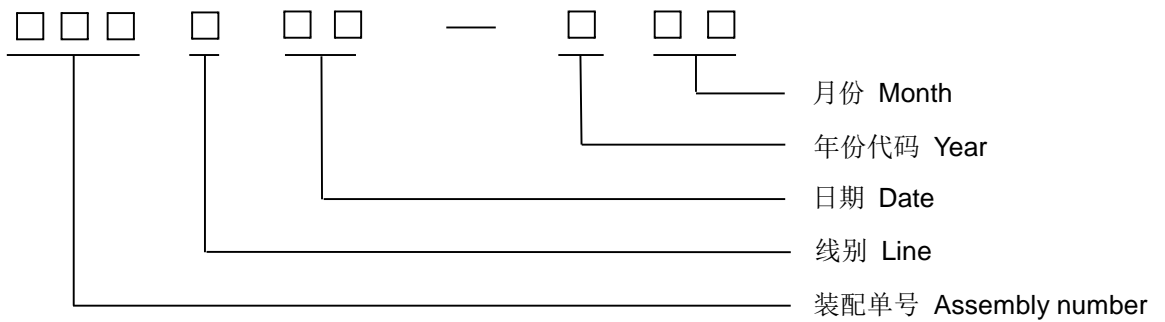 □□□ □ □□ — □ □□
月份 Month
年份代码 Year
日期 Date
线别 Line
装配单号 Assembly number